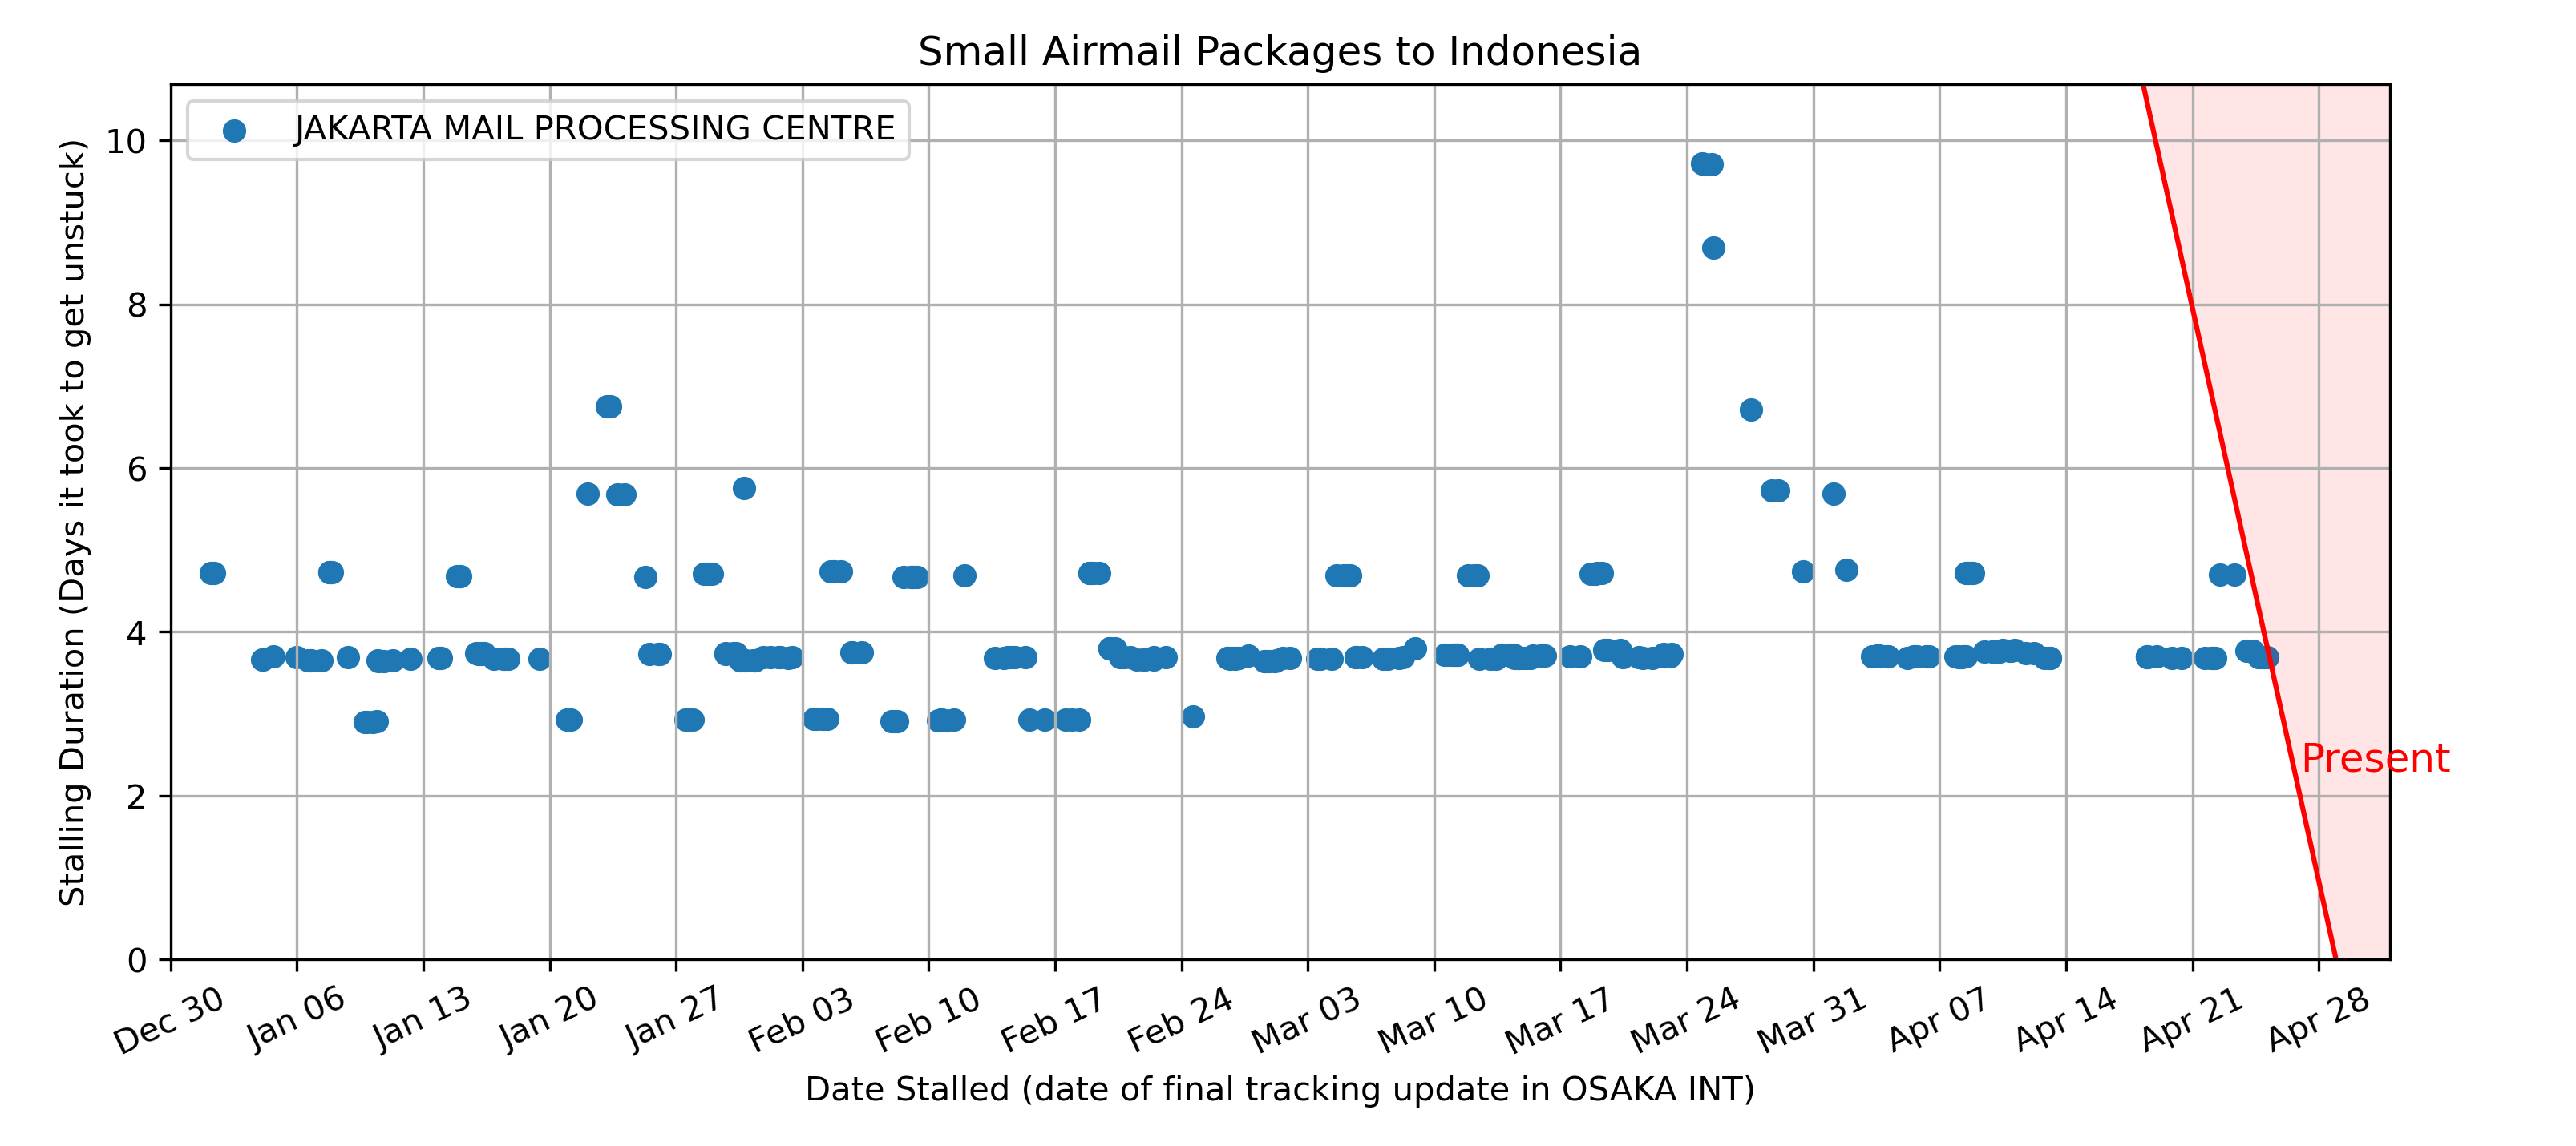 Small Airmail Packages to Indonesia
JAKARTA MAIL PROCESSING CENTRE
Stalling Duration (Days it took to get unstuck)
10
8
6
4
2
0
Present
Dec 30
Jan 06
Jan 13
Jan 20
Jan 27
Feb 03
Feb 10
Feb 17
Feb 24
Mar 03
Mar 10
Mar 17
Mar 24
Mar 31
Apr 07
Apr 14
Apr 21
Apr 28
Date Stalled (date of final tracking update in OSAKA INT)